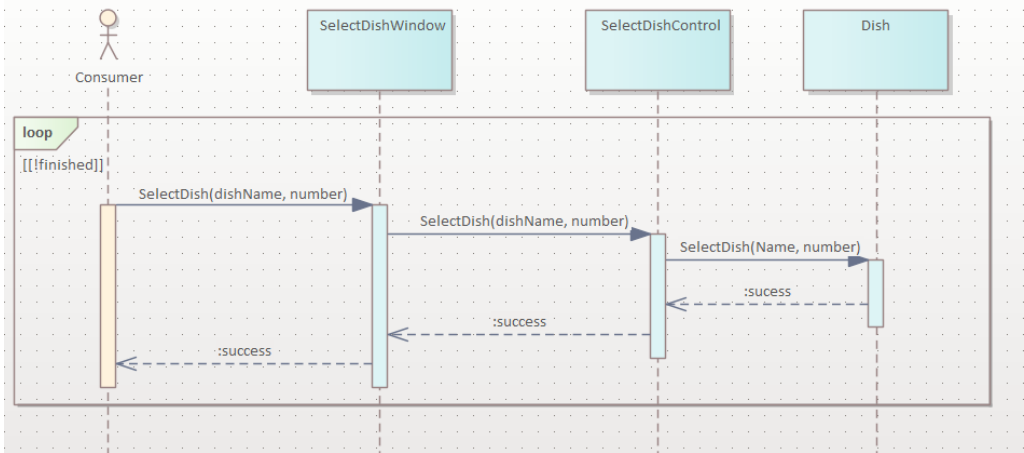 Consumer
SelectDishWindow
SelectDishControl
Dish
loop
[[!finished]]
SelectDish(dishName, number)
SelectDish(dishName, number)
SelectDish(Name, number)
:sucess
:success
:success